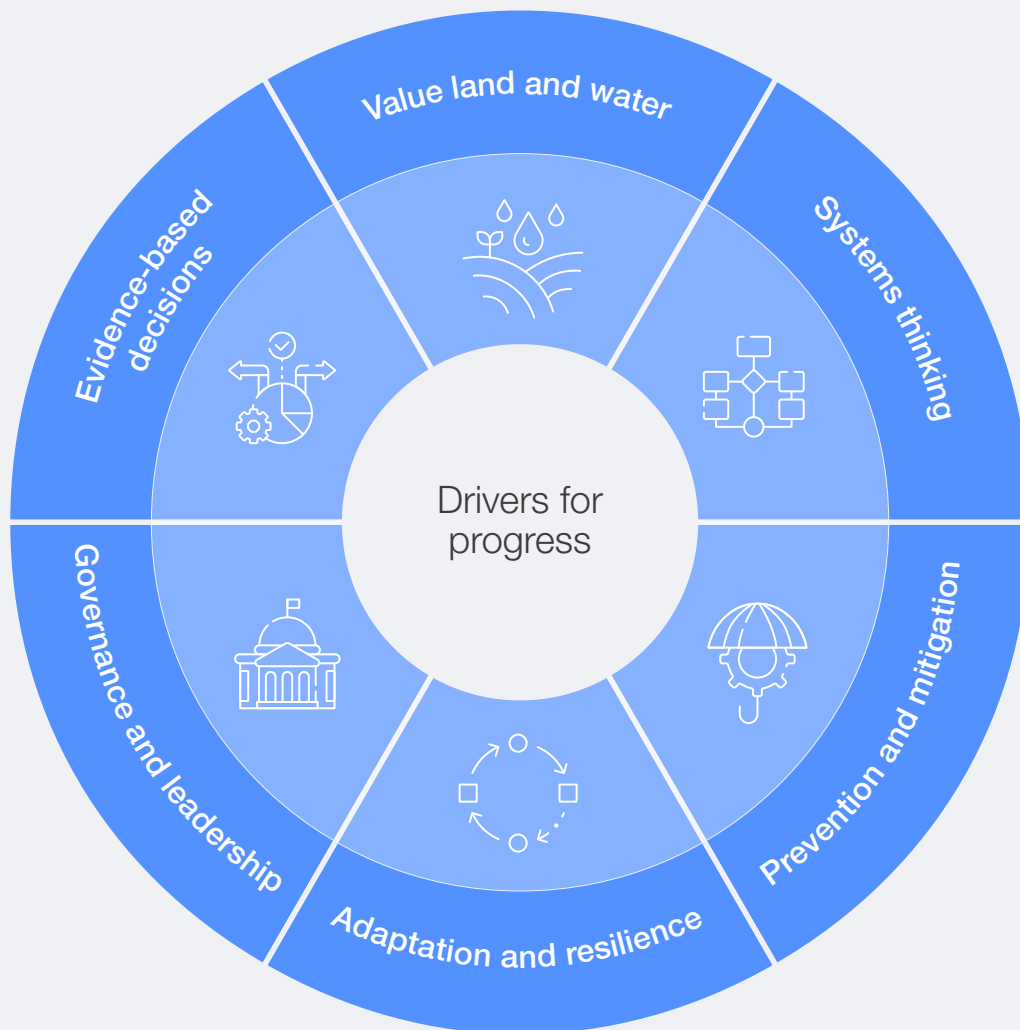 Value land and water
Systems thinking
Prevention and mitigation
Adaptation and resilience
Governance and leadership
Evidence-based
decisions
Drivers for
progress